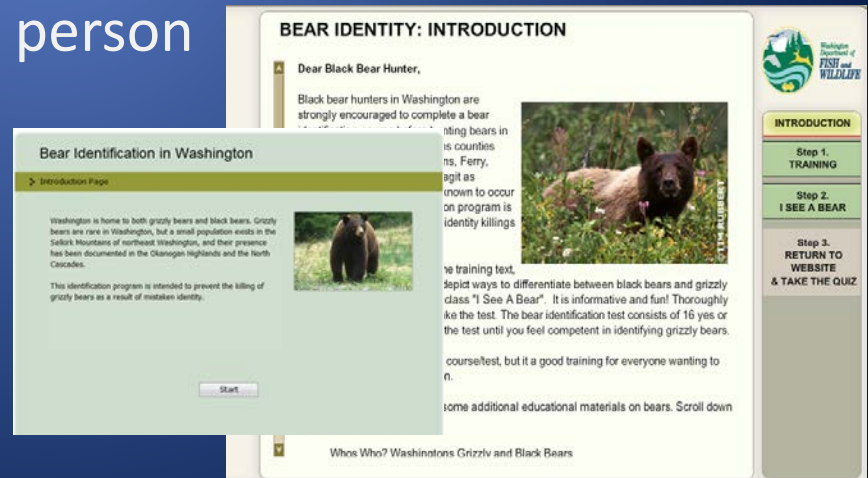 person
BEAR IDENTITY: INTRODUCTION
Dear Black Bear Hunter,
Black bear hunters in Washington are
strongly encouraged to complete a bear
nting bears in
s counties
ns, Ferry,
agit as
nown to occur
on program is
identity killings
©TIM RUBBERT
he training text,
depict ways to differentiate between black bears and grizzly
class "I See A Bear". It is informative and fun! Thoroughly
ke the test. The bear identification test consists of 16 yes or
the test until you feel competent in identifying grizzly bears.
course/test, but it a good training for everyone wanting to
n.
some additional educational materials on bears. Scroll down
Whos Who? Washingtons Grizzly and Black Bears
Bear Identification in Washington
Introduction Page
Washington is home to both grizzly bears and black bears. Grizzly
bears are rare in Washington, but a small population exists in the
Selkirk Mountains of northeast Washington, and their presence
has been documented in the Okanogan Highlands and the North
Cascades.
This identification program is intended to prevent the killing of
grizzly bears as a result of mistaken identity.
Start
Washington
Department of
FISH and
WILDLIFE
INTRODUCTION
Step 1.
TRAINING
Step 2.
I SEE A BEAR
Step 3.
RETURN TO
WEBSITE
& TAKE THE QUIZ